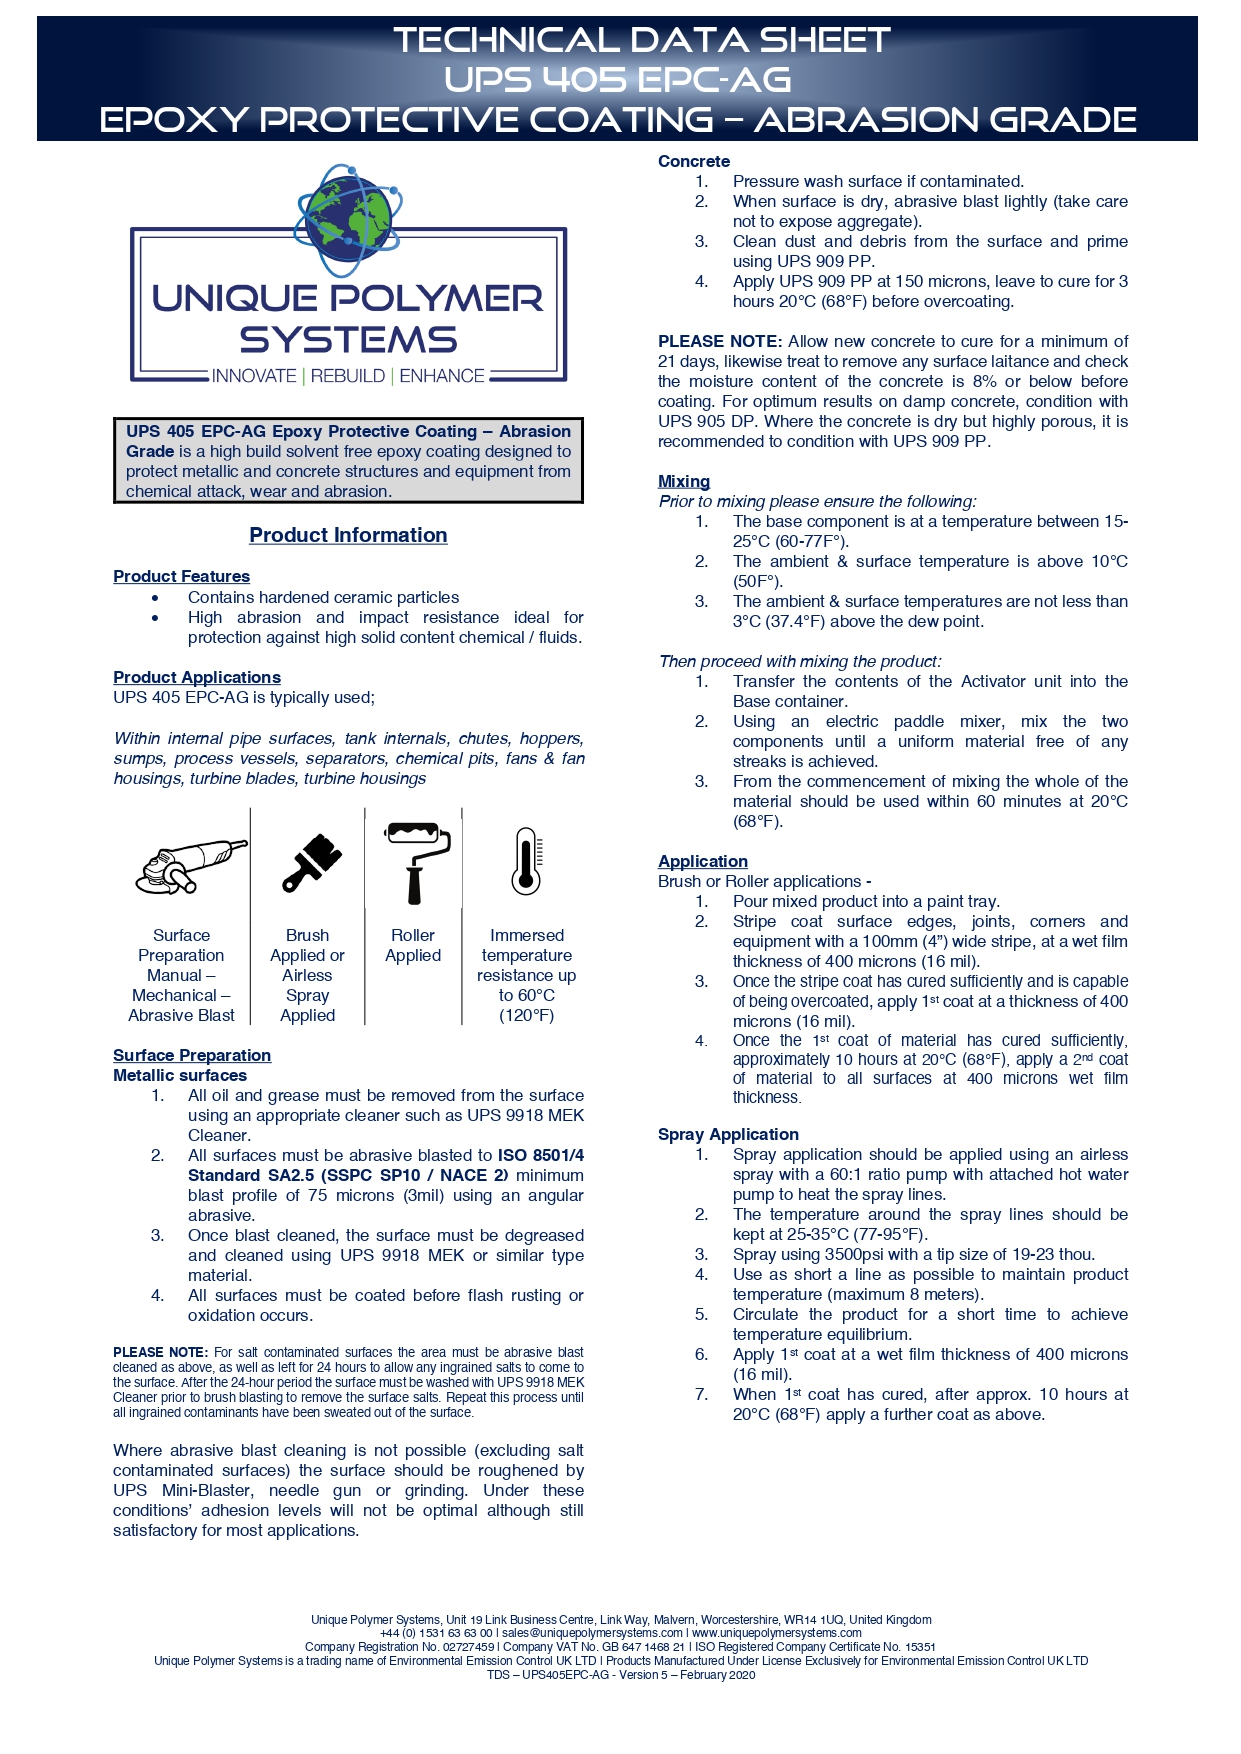 TECHNICAL DATA SHEET
UPS 405 EPC-AG
EPOXY PROTECTIVE COATING – ABRASION GRADE
UNIQUE POLYMER
SYSTEMS
INNOVATE | REBUILD | ENHANCE
UPS 405 EPC-AG Epoxy Protective Coating – Abrasion
Grade is a high build solvent free epoxy coating designed to
protect metallic and concrete structures and equipment from
chemical attack, wear and abrasion.
Product Information
Product Features
• Contains hardened ceramic particles
• High abrasion and impact resistance ideal for
protection against high solid content chemical / fluids.
Product Applications
UPS 405 EPC-AG is typically used;
Within internal pipe surfaces, tank internals, chutes, hoppers,
sumps, process vessels, separators, chemical pits, fans & fan
housings, turbine blades, turbine housings
Surface
Preparation
Manual –
Mechanical –
Abrasive Blast
Brush
Applied or
Airless
Spray
Applied
Roller
Applied
Immersed
temperature
resistance up
to 60°C
(120°F)
Surface Preparation
Metallic surfaces
1. All oil and grease must be removed from the surface
using an appropriate cleaner such as UPS 9918 MEK
Cleaner.
2. All surfaces must be abrasive blasted to ISO 8501/4
Standard SA2.5 (SSPC SP10 / NACE 2) minimum
blast profile of 75 microns (3mil) using an angular
abrasive.
3. Once blast cleaned, the surface must be degreased
and cleaned using UPS 9918 MEK or similar type
material.
4. All surfaces must be coated before flash rusting or
oxidation occurs.
PLEASE NOTE: For salt contaminated surfaces the area must be abrasive blast
cleaned as above, as well as left for 24 hours to allow any ingrained salts to come to
the surface. After the 24-hour period the surface must be washed with UPS 9918 MEK
Cleaner prior to brush blasting to remove the surface salts. Repeat this process until
all ingrained contaminants have been sweated out of the surface.
Where abrasive blast cleaning is not possible (excluding salt
contaminated surfaces) the surface should be roughened by
UPS Mini-Blaster, needle gun or grinding. Under these
conditions’ adhesion levels will not be optimal although still
satisfactory for most applications.
Concrete
1. Pressure wash surface if contaminated.
2. When surface is dry, abrasive blast lightly (take care
not to expose aggregate).
3. Clean dust and debris from the surface and prime
using UPS 909 PP.
4. Apply UPS 909 PP at 150 microns, leave to cure for 3
hours 20°C (68°F) before overcoating.
PLEASE NOTE: Allow new concrete to cure for a minimum of
21 days, likewise treat to remove any surface laitance and check
the moisture content of the concrete is 8% or below before
coating. For optimum results on damp concrete, condition with
UPS 905 DP. Where the concrete is dry but highly porous, it is
recommended to condition with UPS 909 PP.
Mixing
Prior to mixing please ensure the following:
1. The base component is at a temperature between 15-
25°C (60-77F°).
2. The ambient & surface temperature is above 10°C
(50F°).
3. The ambient & surface temperatures are not less than
3°C (37.4°F) above the dew point.
Then proceed with mixing the product:
1. Transfer the contents of the Activator unit into the
Base container.
2. Using an electric paddle mixer, mix the two
components until a uniform material free of any
streaks is achieved.
3. From the commencement of mixing the whole of the
material should be used within 60 minutes at 20°C
(68°F).
Application
Brush or Roller applications -
1. Pour mixed product into a paint tray.
2. Stripe coat surface edges, joints, corners and
equipment with a 100mm (4”) wide stripe, at a wet film
thickness of 400 microns (16 mil).
3. Once the stripe coat has cured sufficiently and is capable
of being overcoated, apply 1st coat at a thickness of 400
microns (16 mil).
4. Once the 1st coat of material has cured sufficiently,
approximately 10 hours at 20°C (68°F), apply a 2nd coat
of material to all surfaces at 400 microns wet film
thickness.
Spray Application
1. Spray application should be applied using an airless
spray with a 60:1 ratio pump with attached hot water
pump to heat the spray lines.
2. The temperature around the spray lines should be
kept at 25-35°C (77-95°F).
3. Spray using 3500psi with a tip size of 19-23 thou.
4. Use as short a line as possible to maintain product
temperature (maximum 8 meters).
5. Circulate the product for a short time to achieve
temperature equilibrium.
6. Apply 1st coat at a wet film thickness of 400 microns
(16 mil).
7. When 1st coat has cured, after approx. 10 hours at
20°C (68°F) apply a further coat as above.
Unique Polymer Systems, Unit 19 Link Business Centre, Link Way, Malvern, Worcestershire, WR14 1UQ, United Kingdom
+44 (0) 1531 63 63 00 | sales@uniquepolymersystems.com | www.uniquepolymersystems.com
Company Registration No. 02727459 | Company VAT No. GB 647 1468 21 | ISO Registered Company Certificate No. 15351
Unique Polymer Systems is a trading name of Environmental Emission Control UK LTD | Products Manufactured Under License Exclusively for Environmental Emission Control UK LTD
TDS – UPS405EPC-AG - Version 5 – February 2020